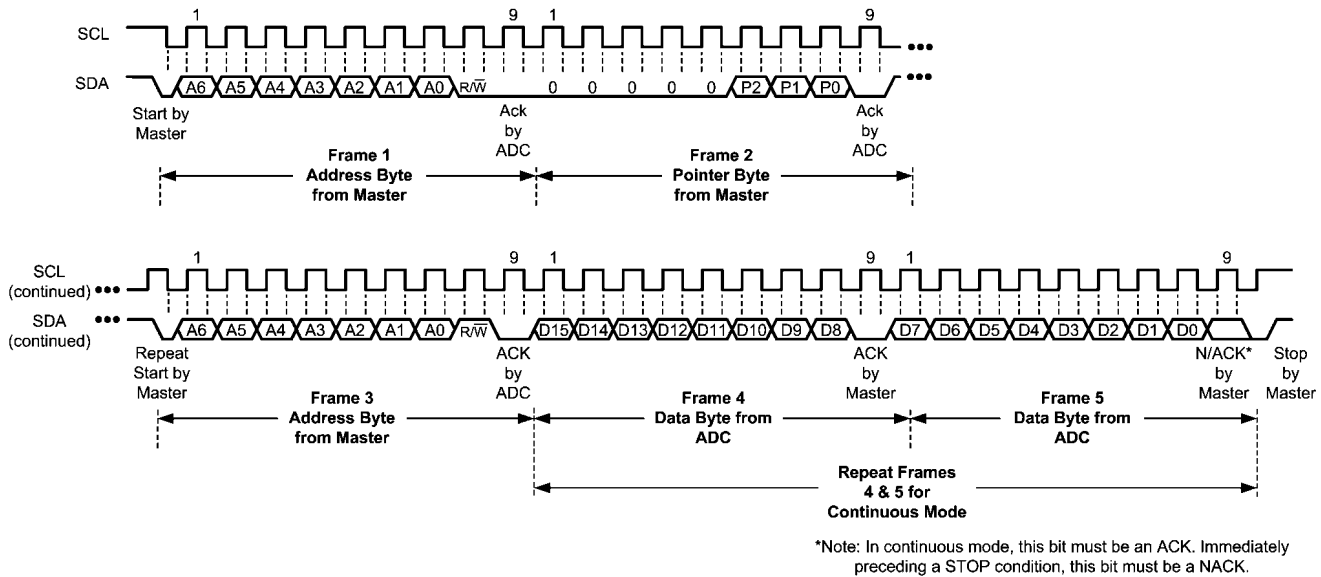 1 9 1 9
SCL
SDA A6 A5 A4 A3 A2 A1 A0 R/W̅ 0 0 0 0 0 P2 P1 P0
Start by
Master
Ack
by
ADC
Ack
by
ADC
Frame 1
Address Byte
from Master
Frame 2
Pointer Byte
from Master
1 9 1 9 1 9
SCL
(continued)
SDA
(continued)
A6 A5 A4 A3 A2 A1 A0 R/W̅ D15 D14 D13 D12 D11 D10 D9 D8 D7 D6 D5 D4 D3 D2 D1 D0
Repeat
Start by
Master
ACK
by
ADC
ACK
by
Master
N/ACK*
by
Master
Stop
by
Master
Frame 3
Address Byte
from Master
Frame 4
Data Byte from
ADC
Frame 5
Data Byte from
ADC
Repeat Frames
4 & 5 for
Continuous Mode
*Note: In continuous mode, this bit must be an ACK. Immediately
preceding a STOP condition, this bit must be a NACK.